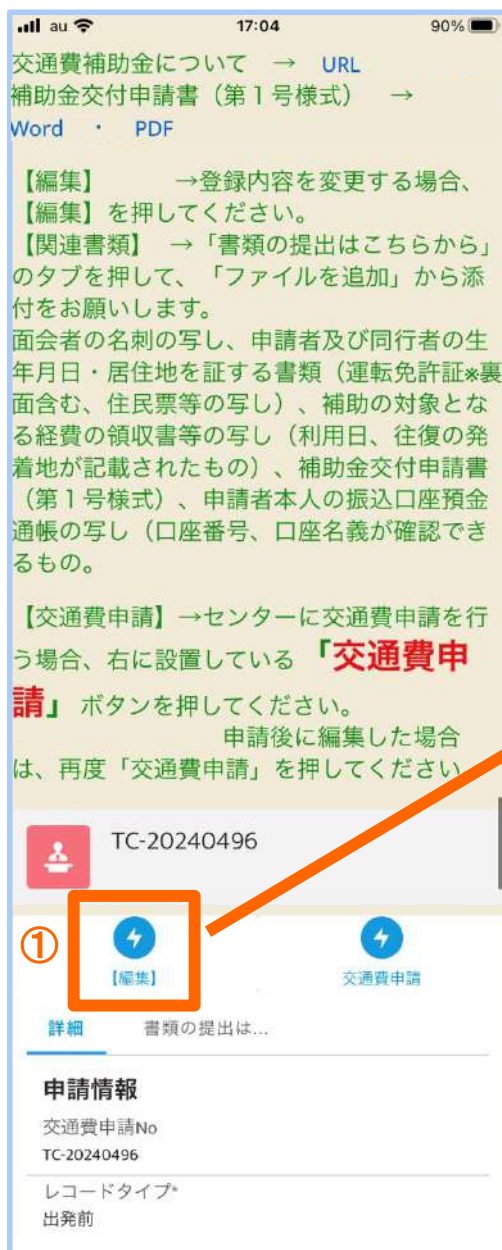 au 17:04 90%
交通費補助金について → URL
補助金交付申請書（第１号様式） →
Word ・ PDF
【編集】 →登録内容を変更する場合、
【編集】を押してください。
【関連書類】 →「書類の提出はこちらから」
のタブを押して、「ファイルを追加」から添
付をお願いします。
面会者の名刺の写し、申請者及び同行者の生
年月日・居住地を証する書類（運転免許証※裏
面含む、住民票等の写し）、補助の対象とな
る経費の領収書等の写し（利用日、往復の発
着地が記載されたもの）、補助金交付申請書
（第１号様式）、申請者本人の振込口座預金
通帳の写し（口座番号、口座名義が確認でき
るもの。
【交通費申請】→センターに交通費申請を行
う場合、右に設置している「交通費申
請」ボタンを押してください。
申請後に編集した場合
は、再度「交通費申請」を押してください
TC-20240496
①
【編集】 交通費申請
詳細 書類の提出は...
申請情報
交通費申請No
TC-20240496
レコードタイプ*
出発前